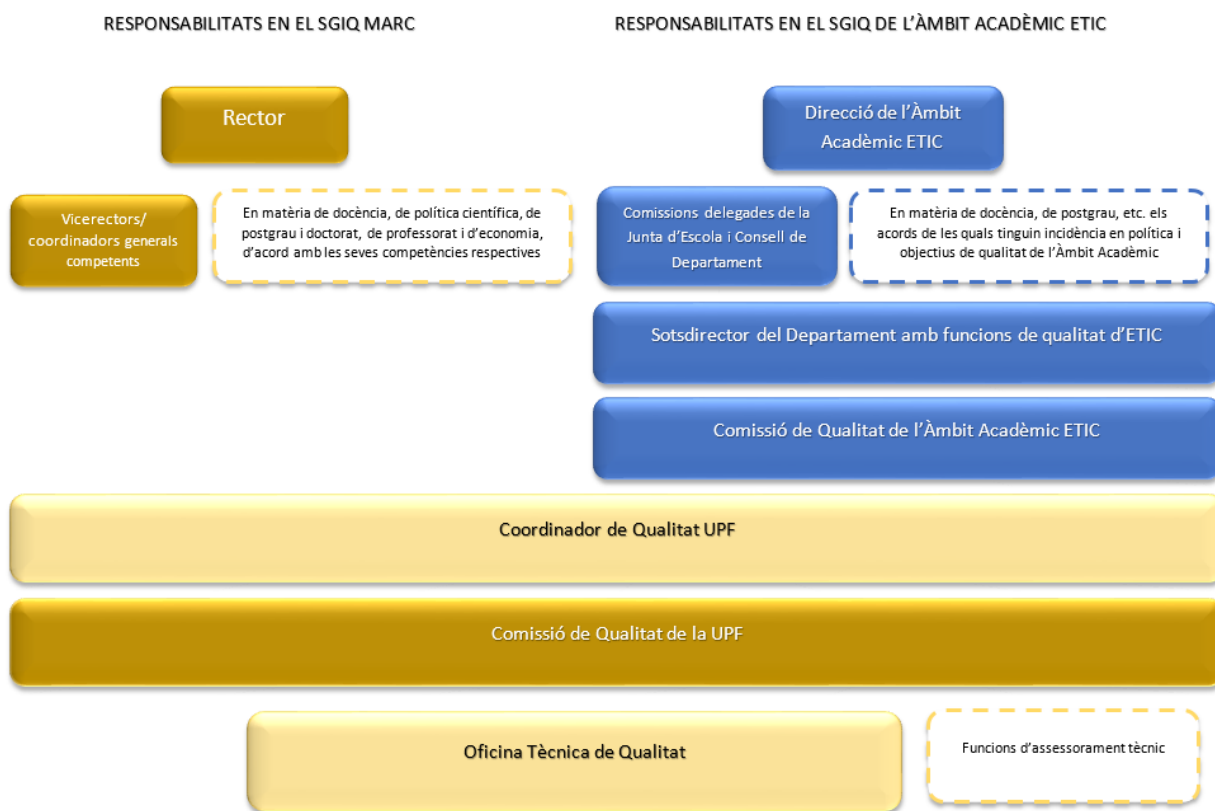 RESPONSABILITATS EN EL SGIQ MARC
RESPONSABILITATS EN EL SGIQ DE L'ÀMBIT ACADÈMIC ETIC
Rector
Direcció de l'Àmbit
Acadèmic ETIC
Vicerectors/
coordinadors generals
competents
En matèria de docència, de política científica, de
postgrau i doctorat, de professorat i d'economia,
d'acord amb les seves competències respectives
Comissions delegades de la
Junta d'Escola i Consell de
Departament
En matèria de docència, de postgrau, etc. els
acords de les quals tinguin incidència en política i
objectius de qualitat de l'Àmbit Acadèmic
Sotsdirector del Departament amb funcions de qualitat d'ETIC
Comissió de Qualitat de l'Àmbit Acadèmic ETIC
Coordinador de Qualitat UPF
Comissió de Qualitat de la UPF
Oficina Tècnica de Qualitat
Funcions d'assessorament tècnic